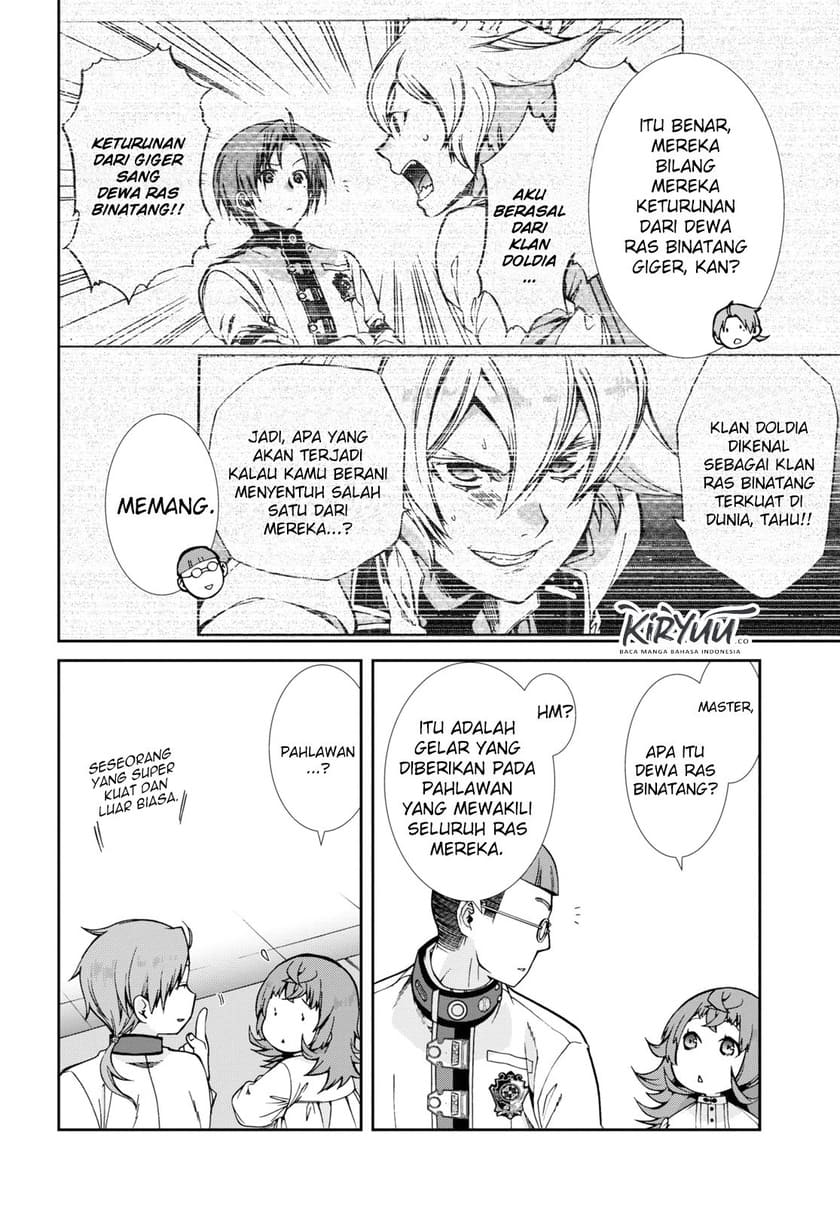 ITU BENAR,
MEREKA
BILANG
MEREKA
KETURUNAN
DARI DEWA
RAS BINATANG
GIGER, KAN?
AKU
BERASAL
DARI
KLAN
DOLDIA
...
KETURUNAN
DARI GIGER
SANG
DEWA RAS
BINATANG!!
KLAN DOLDIA
DIKENAL
SEBAGAI KLAN
RAS BINATANG
TERKUAT DI
DUNIA, TAHU!!
JADI, APA YANG
AKAN TERJADI
KALAU KAMU BERANI
MENYENTUH SALAH
SATU DARI
MEREKA...?
MEMANG.
KIRYUU.CO
BACA MANGA BAHASA INDONESIA
MASTER,
APA ITU
DEWA RAS
BINATANG?
HM?
ITU ADALAH
GELAR YANG
DIBERIKAN PADA
PAHLAWAN
YANG MEWAKILI
SELURUH RAS
MEREKA.
PAHLAWAN
...?
SESEORANG
YANG SUPER
KUAT DAN
LUAR BIASA.